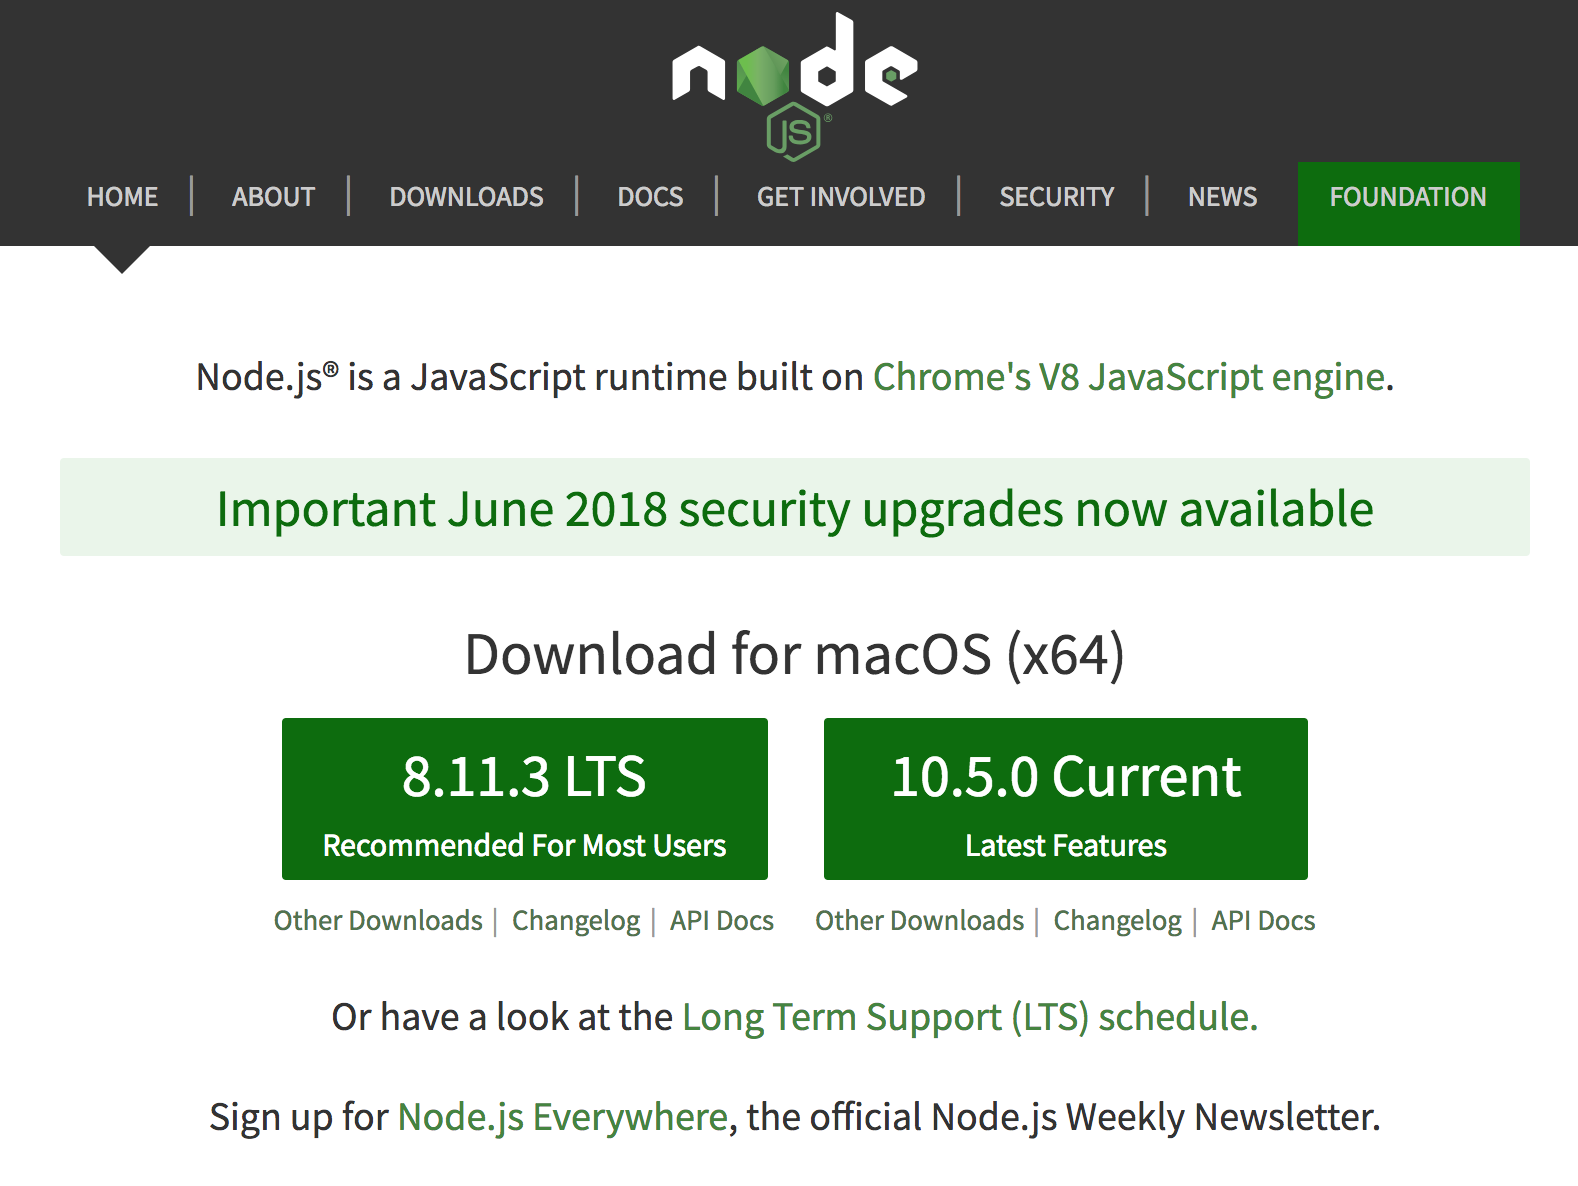 node
JS®
HOME | ABOUT | DOWNLOADS | DOCS | GET INVOLVED | SECURITY | NEWS FOUNDATION
Node.js® is a JavaScript runtime built on Chrome's V8 JavaScript engine.
Important June 2018 security upgrades now available
Download for macOS (x64)
8.11.3 LTS
Recommended For Most Users
10.5.0 Current
Latest Features
Other Downloads | Changelog | API Docs
Other Downloads | Changelog | API Docs
Or have a look at the Long Term Support (LTS) schedule.
Sign up for Node.js Everywhere, the official Node.js Weekly Newsletter.